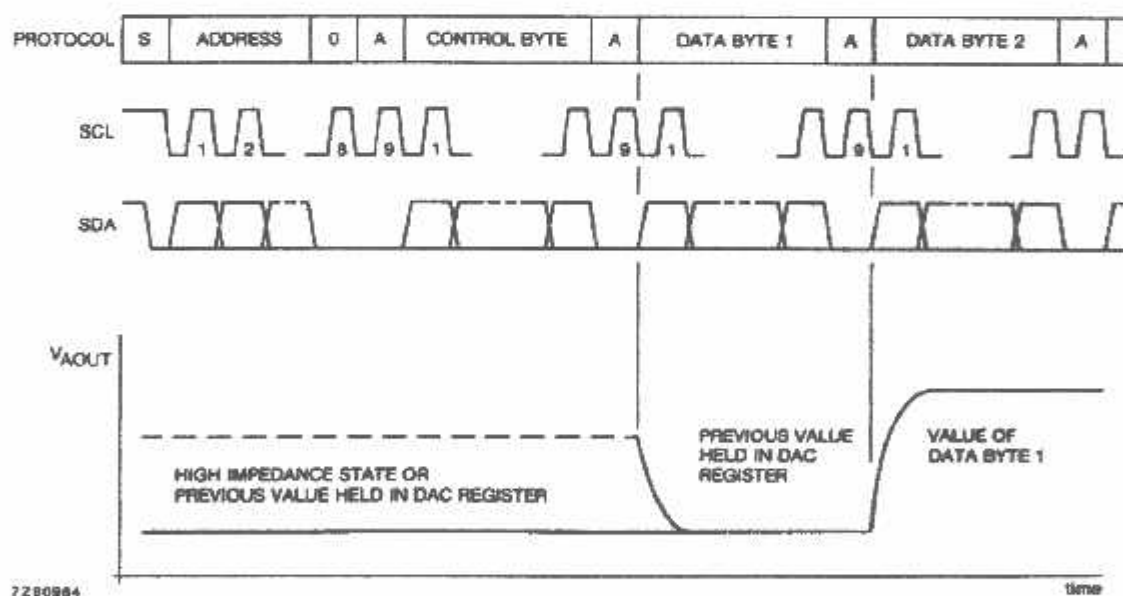 PROTOCOL S ADDRESS 0 A CONTROL BYTE A DATA BYTE 1 A DATA BYTE 2 A
SCL 1 2 8 9 1 9 1 9 1
SDA
VAOUT
HIGH IMPEDANCE STATE OR
PREVIOUS VALUE HELD IN DAC REGISTER
PREVIOUS VALUE
HELD IN DAC
REGISTER
VALUE OF
DATA BYTE 1
7Z80964
time